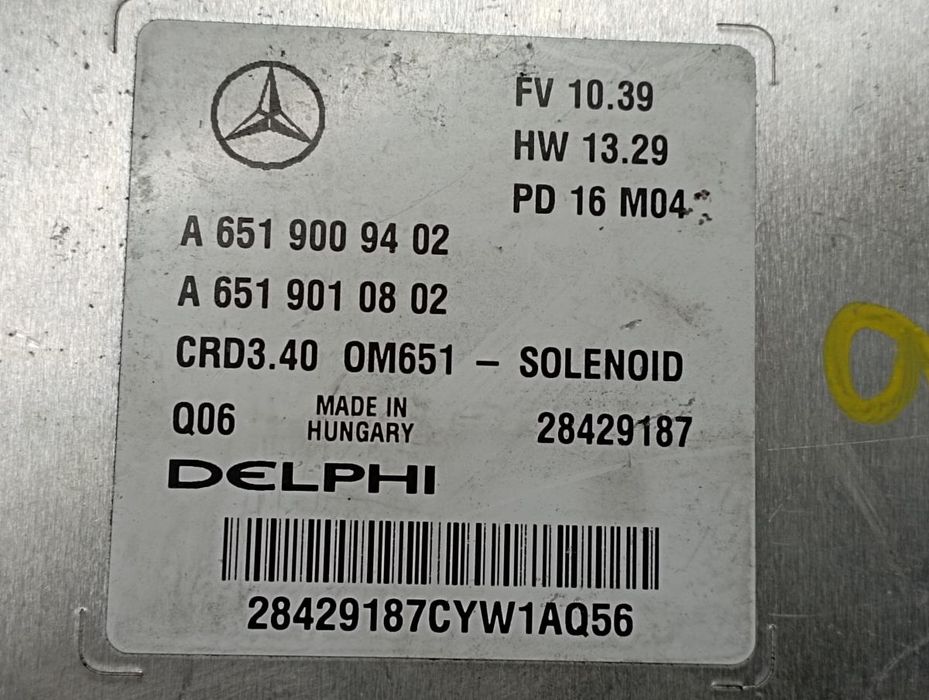 FV 10.39
HW 13.29
PD 16 M04
A 651 900 94 02
A 651 901 08 02
CRD3.40 OM651 - SOLENOID
Q06 MADE IN HUNGARY 28429187
DELPHI
28429187CYW1AQ56